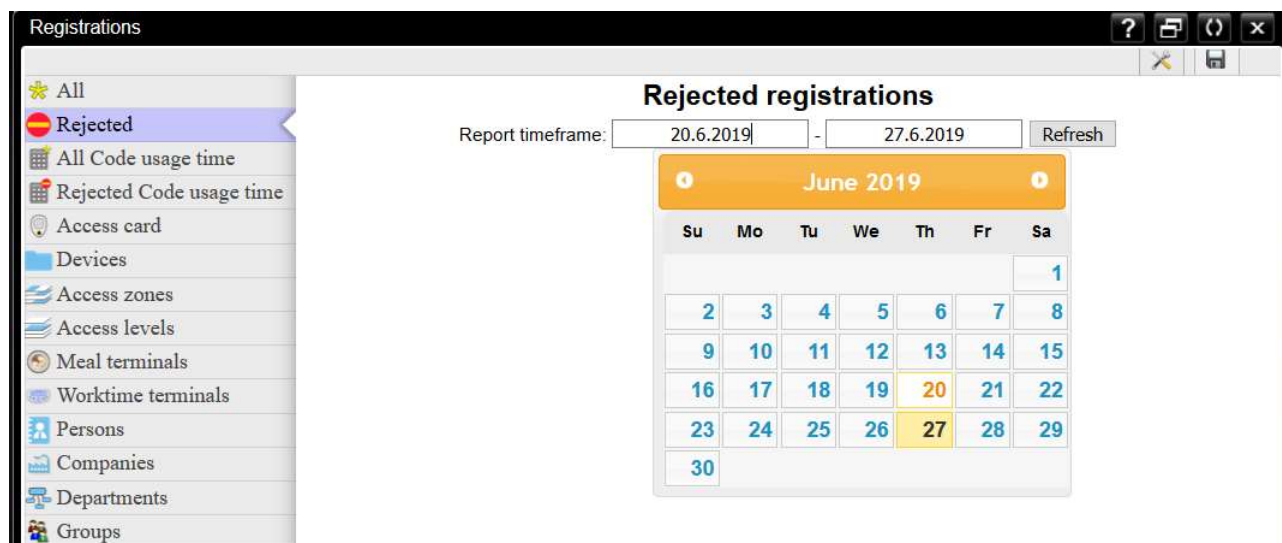 Registrations
?
All
Rejected
All Code usage time
Rejected Code usage time
Access card
Devices
Access zones
Access levels
Meal terminals
Worktime terminals
Persons
Companies
Departments
Groups
Rejected registrations
Report timeframe: 20.6.2019 - 27.6.2019 Refresh
June 2019
Su Mo Tu We Th Fr Sa
1
2 3 4 5 6 7 8
9 10 11 12 13 14 15
16 17 18 19 20 21 22
23 24 25 26 27 28 29
30